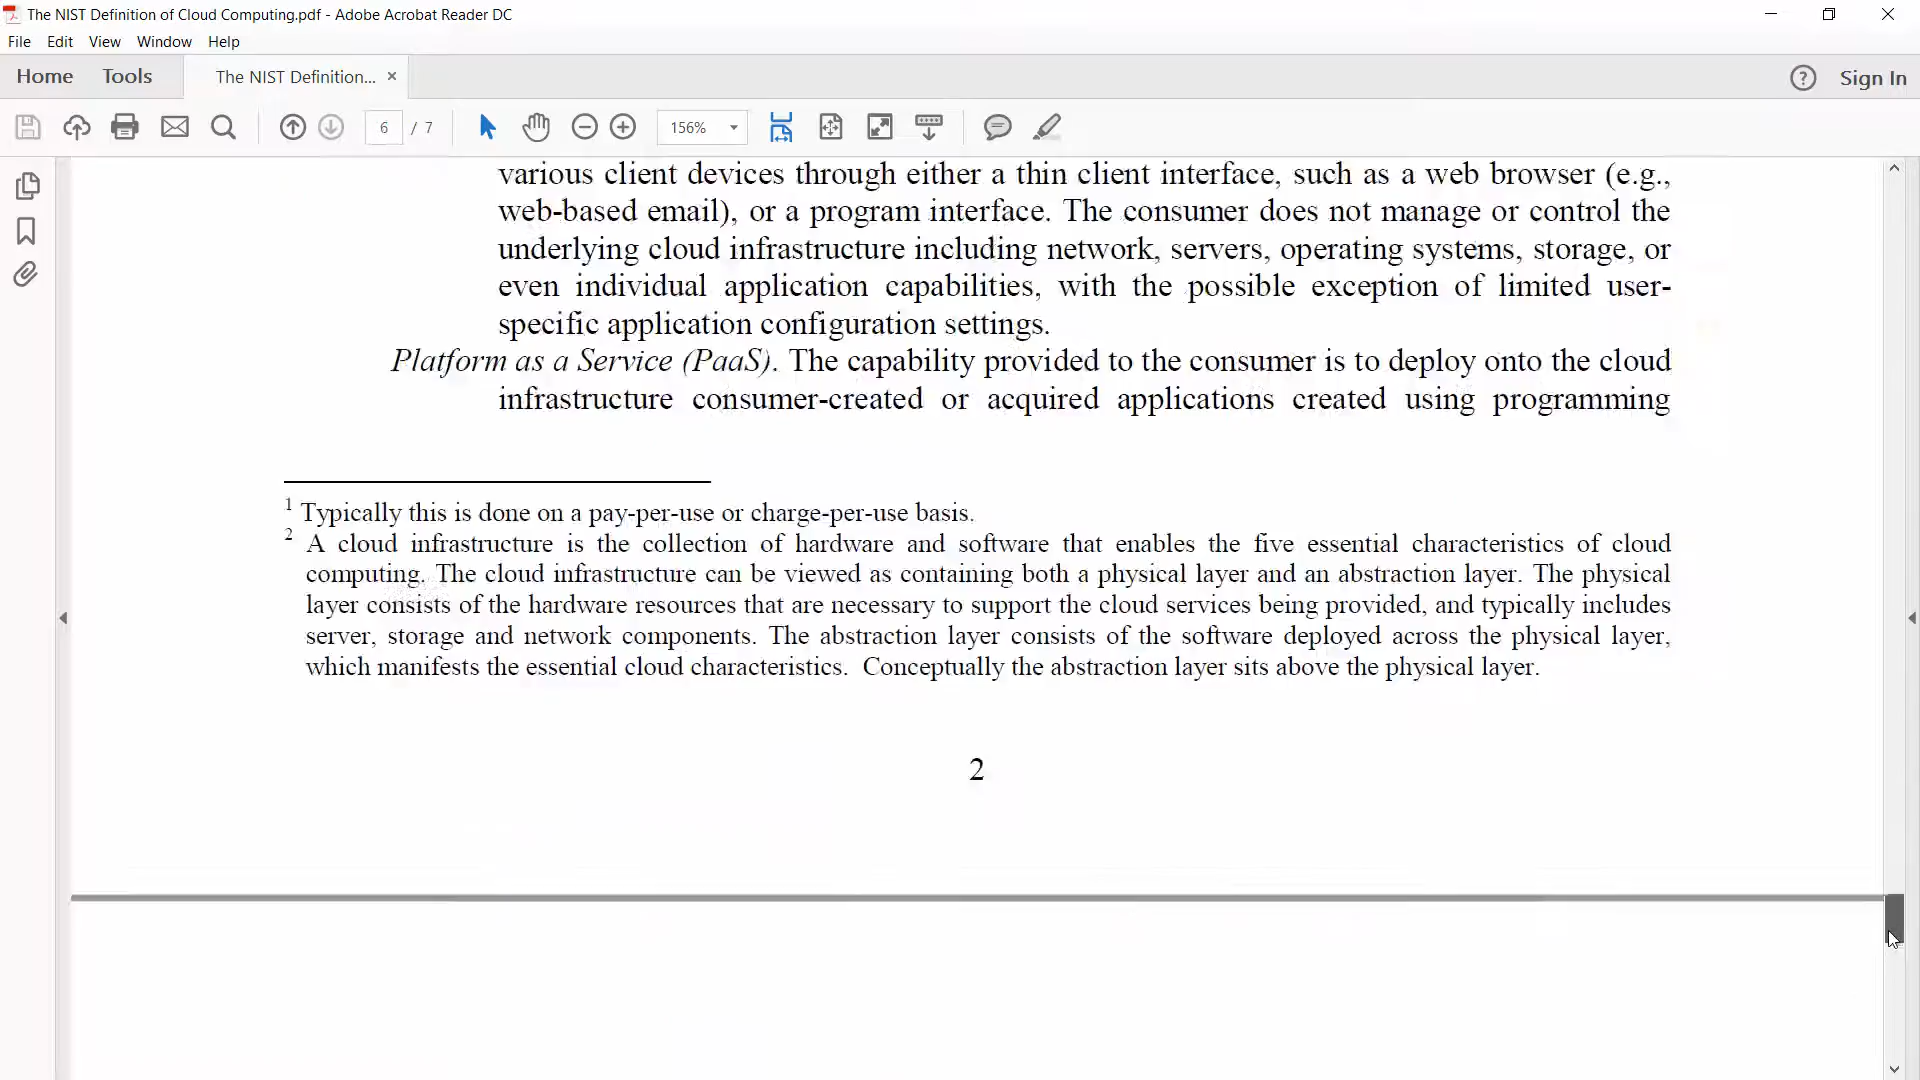 The NIST Definition of Cloud Computing.pdf - Adobe Acrobat Reader DC
File Edit View Window Help
Home Tools The NIST Definition... × Sign In
6 / 7 156%
various client devices through either a thin client interface, such as a web browser (e.g.,
web-based email), or a program interface. The consumer does not manage or control the
underlying cloud infrastructure including network, servers, operating systems, storage, or
even individual application capabilities, with the possible exception of limited user-
specific application configuration settings.
Platform as a Service (PaaS). The capability provided to the consumer is to deploy onto the cloud
infrastructure consumer-created or acquired applications created using programming
1 Typically this is done on a pay-per-use or charge-per-use basis.
2 A cloud infrastructure is the collection of hardware and software that enables the five essential characteristics of cloud
computing. The cloud infrastructure can be viewed as containing both a physical layer and an abstraction layer. The physical
layer consists of the hardware resources that are necessary to support the cloud services being provided, and typically includes
server, storage and network components. The abstraction layer consists of the software deployed across the physical layer,
which manifests the essential cloud characteristics. Conceptually the abstraction layer sits above the physical layer.
2